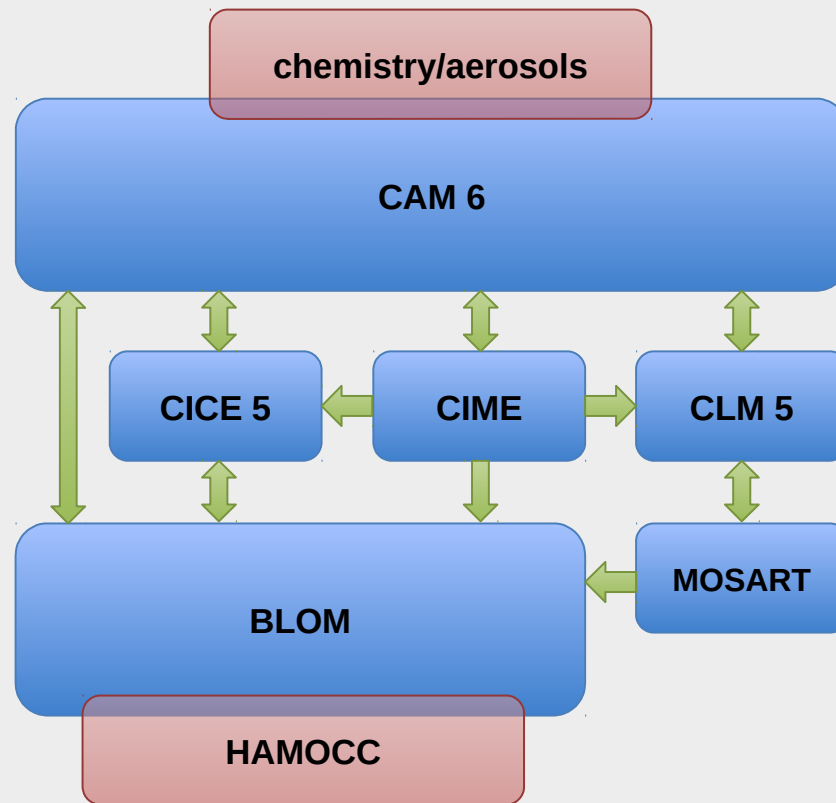 chemistry/aerosols
CAM 6
CICE 5
CIME
CLM 5
MOSART
BLOM
HAMOCC